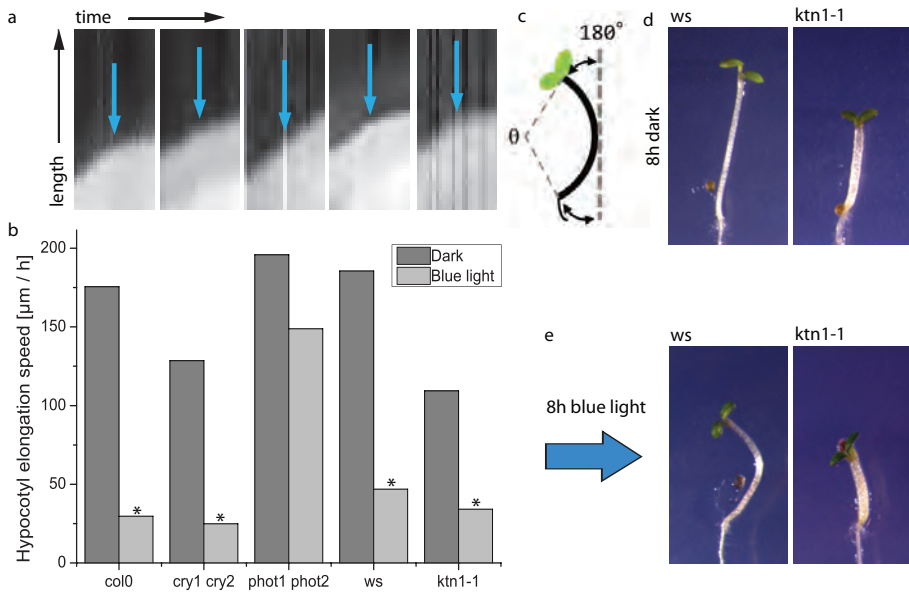 a
time
length
b
Hypocotyl elongation speed [µm / h]
200
150
100
50
0
Dark
Blue light
*
*
*
*
col0
cry1 cry2
phot1 phot2
ws
ktn1-1
c
180°
0
d
ws
ktn1-1
8h dark
e
8h blue light
ws
ktn1-1